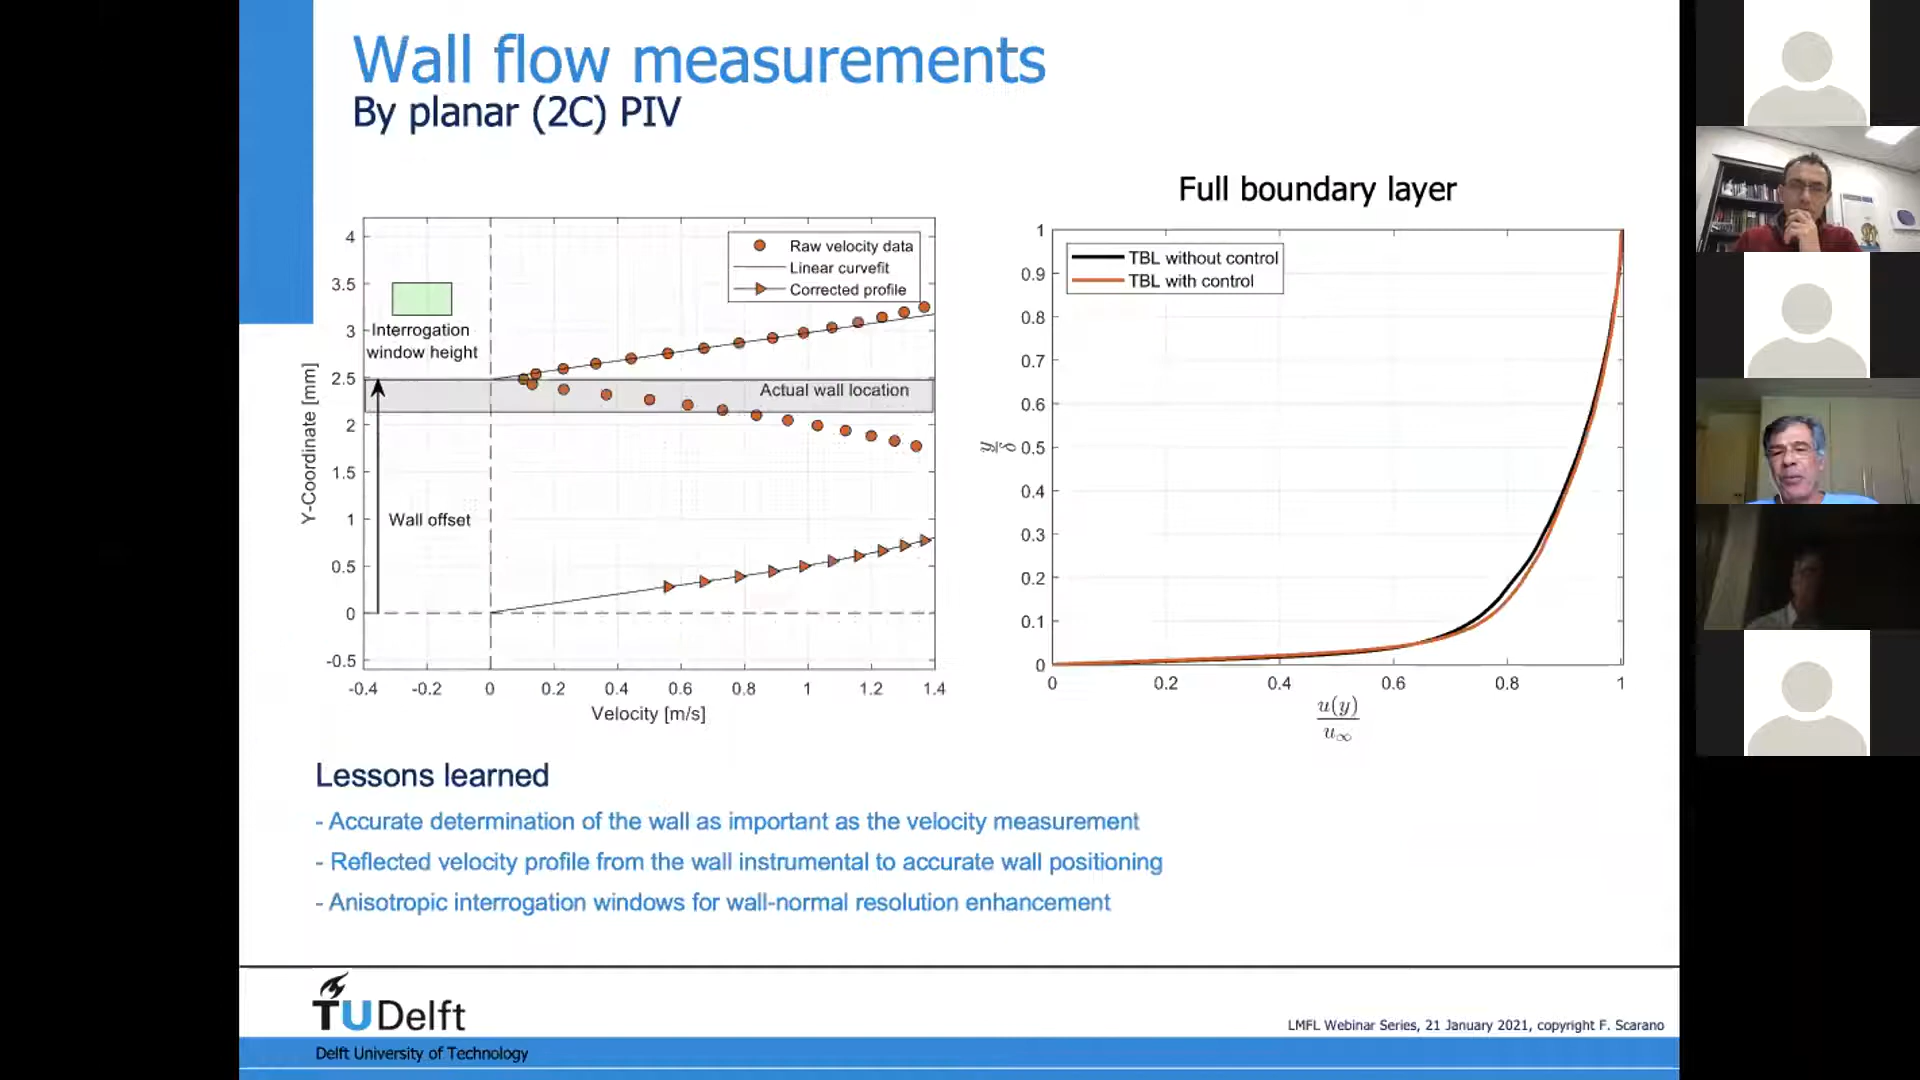 Wall flow measurements
By planar (2C) PIV
4
3.5
3
2.5
2
1.5
1
0.5
0
-0.5
-0.4
-0.2
0
0.2
0.4
0.6
0.8
1
1.2
1.4
Y-Coordinate [mm]
Velocity [m/s]
Raw velocity data
Linear curvefit
Corrected profile
Interrogation
window height
Actual wall location
Wall offset
Full boundary layer
TBL without control
TBL with control
1
0.9
0.8
0.7
0.6
0.5
0.4
0.3
0.2
0.1
0
0
0.2
0.4
0.6
0.8
1
y
δ
u(y)
u∞
Lessons learned
- Accurate determination of the wall as important as the velocity measurement
- Reflected velocity profile from the wall instrumental to accurate wall positioning
- Anisotropic interrogation windows for wall-normal resolution enhancement
TUDelft
LMFL Webinar Series, 21 January 2021, copyright F. Scarano
Delft University of Technology